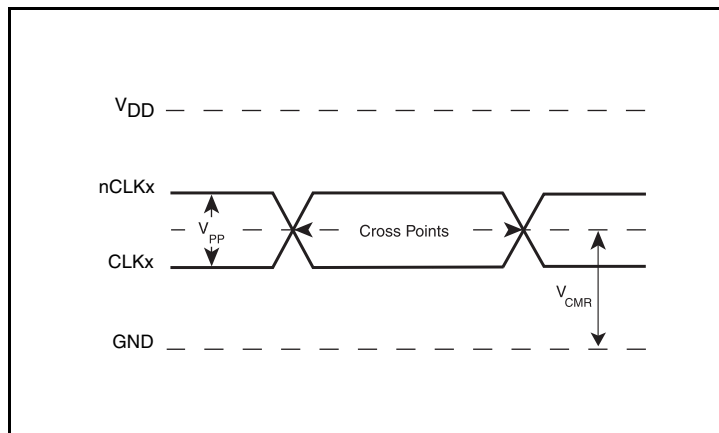 VDD
nCLKx
VPP
Cross Points
CLKx
VCMR
GND